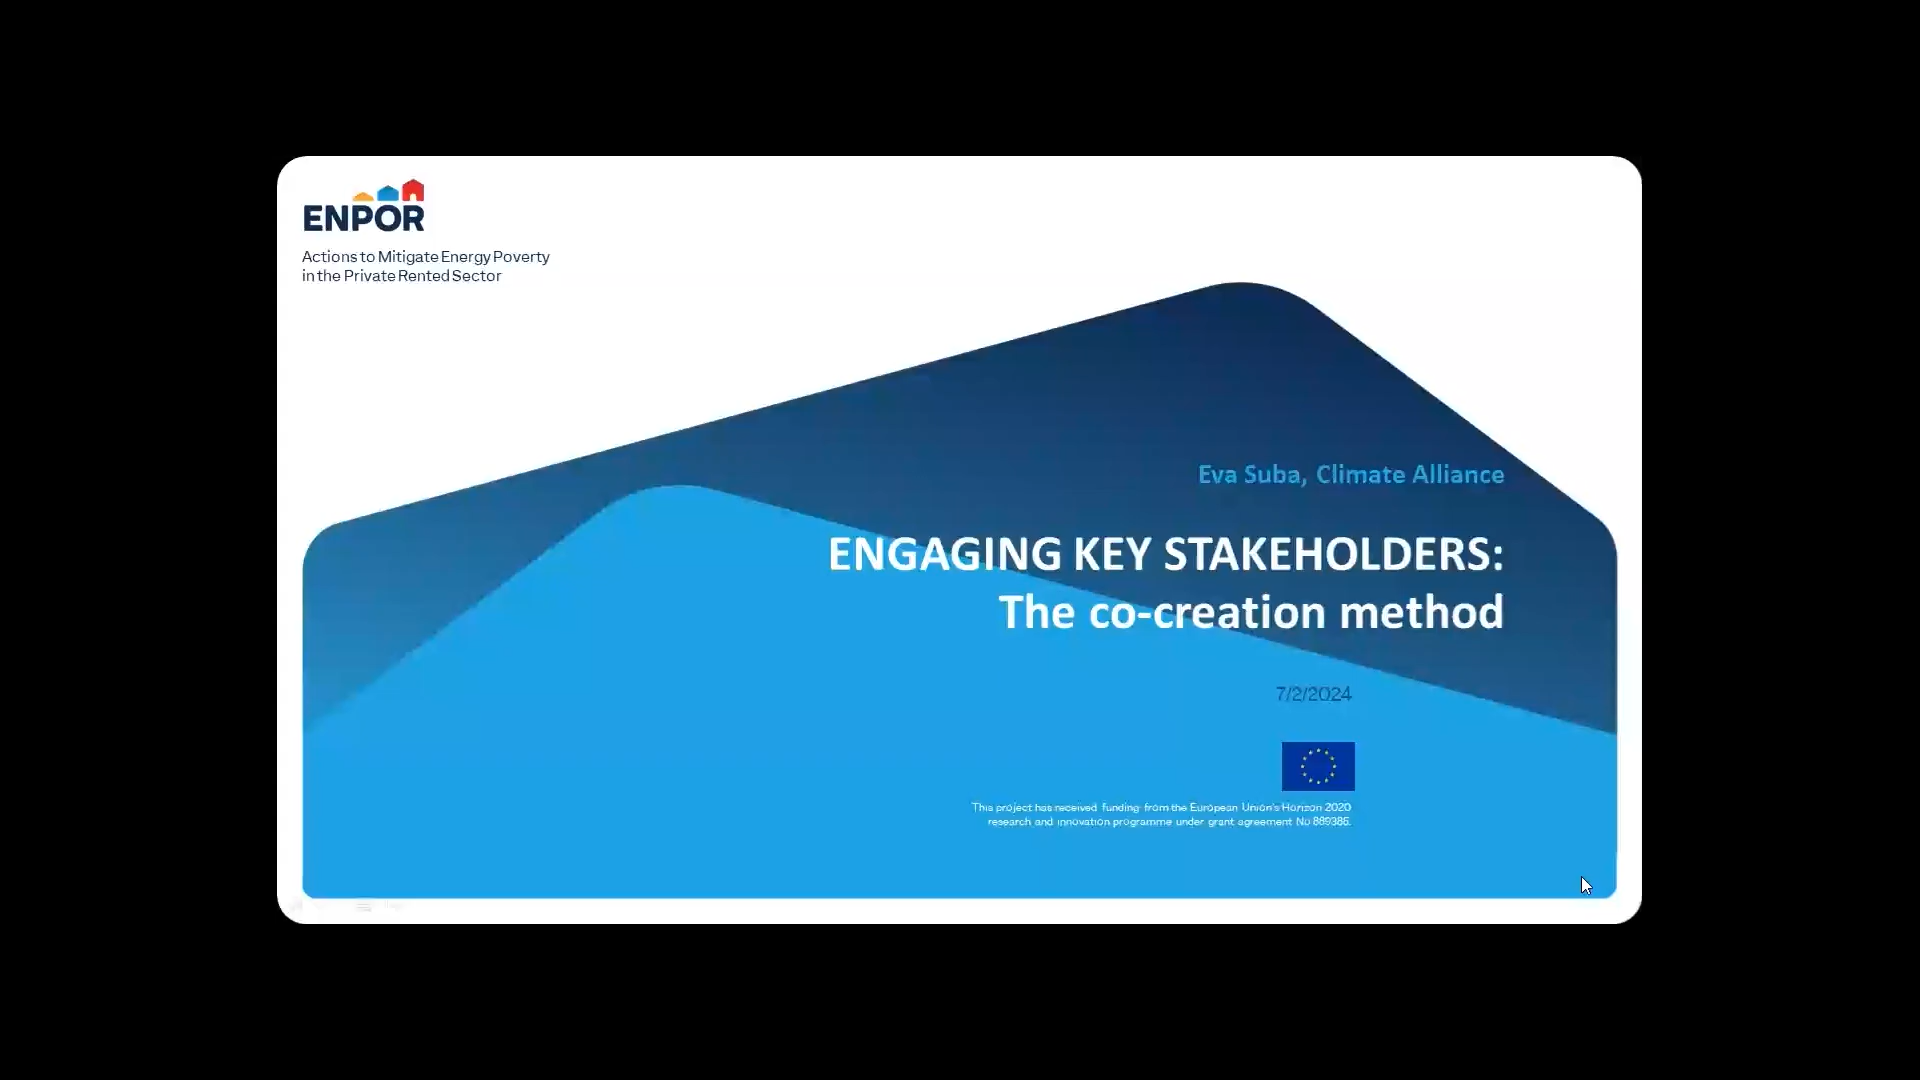 ENPOR
Actions to Mitigate Energy Poverty
in the Private Rented Sector
Eva Suba, Climate Alliance
ENGAGING KEY STAKEHOLDERS:
The co-creation method
7/2/2024
This project has received funding from the European Union's Horizon 2020
research and innovation programme under grant agreement No 889385.